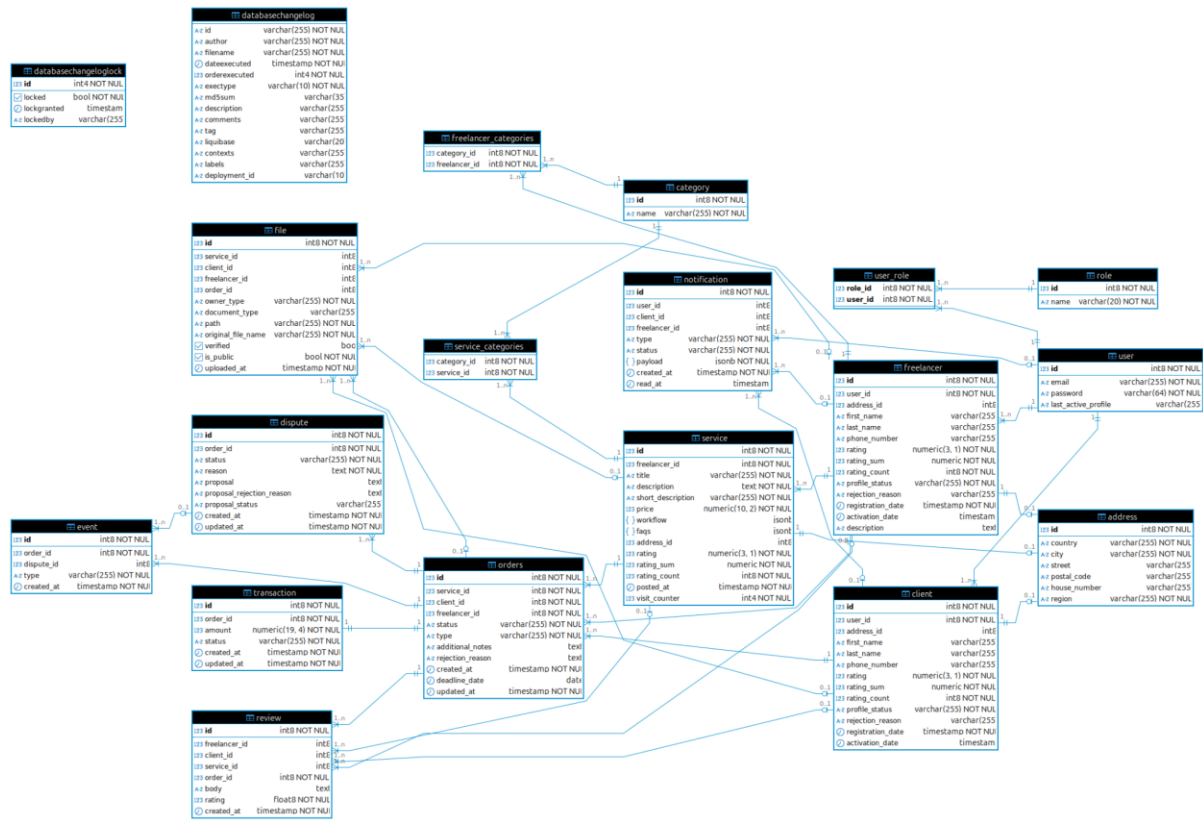 databasechangelog
id varchar(255) NOT NUL
author varchar(255) NOT NUL
filename varchar(255) NOT NUL
dateexecuted timestamp NOT NUI
orderexecuted int4 NOT NUL
exectype varchar(10) NOT NUL
md5sum varchar(35
description varchar(255
comments varchar(255
tag varchar(255
liquibase varchar(20
contexts varchar(255
labels varchar(255
deployment_id varchar(10
databasechangeloglock
id int4 NOT NUL
locked bool NOT NUI
lockgranted timestam
lockedby varchar(255
freelancer_categories
category_id int8 NOT NUL
freelancer_id int8 NOT NUL
category
id int8 NOT NUL
name varchar(255) NOT NUL
file
id int8 NOT NUL
service_id intE
client_id intE
freelancer_id intE
order_id intE
owner_type varchar(255) NOT NUL
document_type varchar(255
path varchar(255) NOT NUL
original_file_name varchar(255) NOT NUL
verified boo
is_public bool NOT NUL
uploaded_at timestamp NOT NUI
notification
id int8 NOT NUL
user_id intE
client_id intE
freelancer_id intE
type varchar(255) NOT NUL
status varchar(255) NOT NUL
payload jsonb NOT NUL
created_at timestamp NOT NUI
read_at timestam
user_role
role_id int8 NOT NUL
user_id int8 NOT NUL
role
id int8 NOT NUL
name varchar(20) NOT NUL
service_categories
category_id int8 NOT NUL
service_id int8 NOT NUL
user
id int8 NOT NUL
email varchar(255) NOT NUL
password varchar(64) NOT NUL
last_active_profile varchar(255
freelancer
id int8 NOT NUL
user_id int8 NOT NUL
address_id intE
first_name varchar(255
last_name varchar(255
phone_number varchar(255
rating numeric(3, 1) NOT NUL
rating_sum numeric NOT NUL
rating_count int8 NOT NUL
profile_status varchar(255) NOT NUL
rejection_reason varchar(255
registration_date timestamp NOT NUI
activation_date timestam
description text
dispute
id int8 NOT NUL
order_id int8 NOT NUL
status varchar(255) NOT NUL
reason text NOT NUL
proposal text
proposal_rejection_reason text
proposal_status varchar(255
created_at timestamp NOT NUI
updated_at timestamp NOT NUI
service
id int8 NOT NUL
freelancer_id int8 NOT NUL
title varchar(255) NOT NUL
description text NOT NUL
short_description varchar(255) NOT NUL
price numeric(10, 2) NOT NUL
workflow isont
faqs isont
address_id intE
rating numeric(3, 1) NOT NUL
rating_sum numeric NOT NUL
rating_count int8 NOT NUL
posted_at timestamp NOT NUI
visit_counter int4 NOT NUL
address
id int8 NOT NUL
country varchar(255) NOT NUL
city varchar(255) NOT NUL
street varchar(255
postal_code varchar(255
house_number varchar(255
region varchar(255) NOT NUL
event
id int8 NOT NUL
order_id int8 NOT NUL
dispute_id intE
type varchar(255) NOT NUL
created_at timestamp NOT NUI
orders
id int8 NOT NUL
service_id int8 NOT NUL
client_id int8 NOT NUL
freelancer_id int8 NOT NUL
status varchar(255) NOT NUL
type varchar(255) NOT NUL
additional_notes text
rejection_reason text
created_at timestamp NOT NUI
deadline_date date
updated_at timestamp NOT NUI
transaction
id int8 NOT NUL
order_id int8 NOT NUL
amount numeric(19, 4) NOT NUL
status varchar(255) NOT NUL
created_at timestamp NOT NUI
updated_at timestamp NOT NUI
client
id int8 NOT NUL
user_id int8 NOT NUL
address_id intE
first_name varchar(255
last_name varchar(255
phone_number varchar(255
rating numeric(3, 1) NOT NUL
rating_sum numeric NOT NUL
rating_count int8 NOT NUL
profile_status varchar(255) NOT NUL
rejection_reason varchar(255
registration_date timestamp NOT NUI
activation_date timestam
review
id int8 NOT NUL
freelancer_id intE
client_id intE
service_id intE
order_id int8 NOT NUL
body text
rating float8 NOT NUL
created_at timestamp NOT NUI